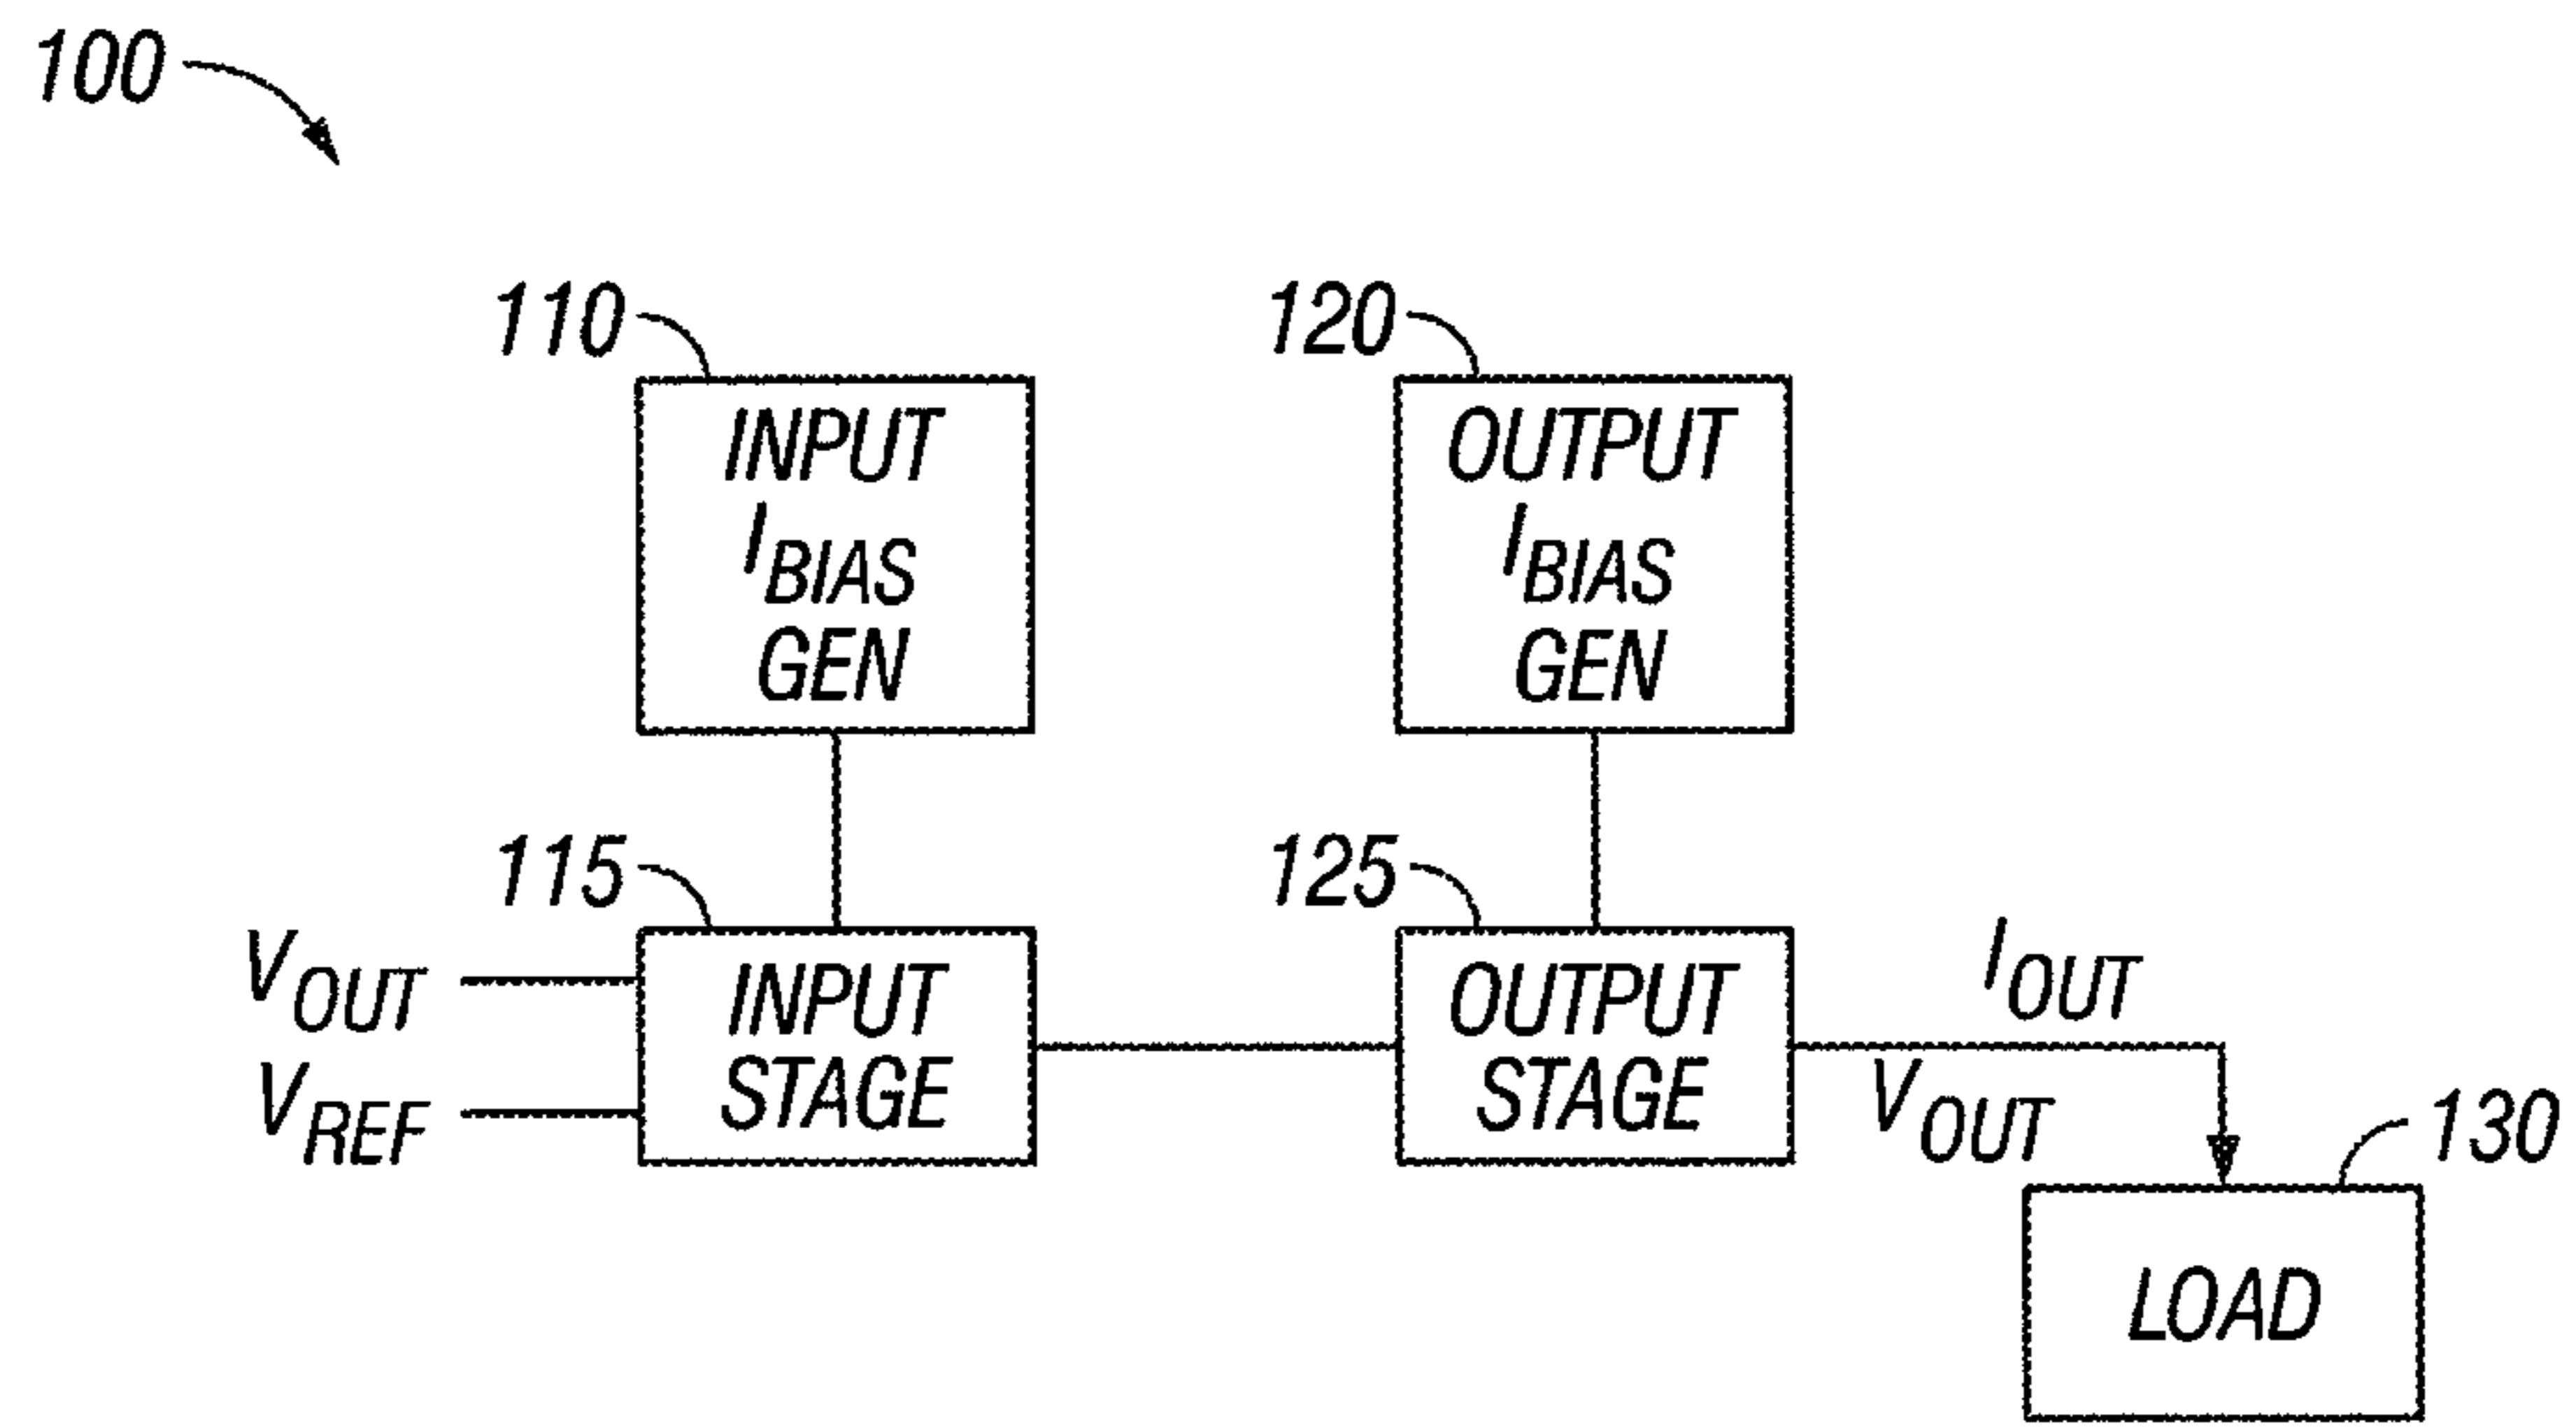 100
110
120
INPUT
IBIAS
GEN
OUTPUT
IBIAS
GEN
115
125
VOUT
VREF
INPUT
STAGE
OUTPUT
STAGE
IOUT
VOUT
130
LOAD